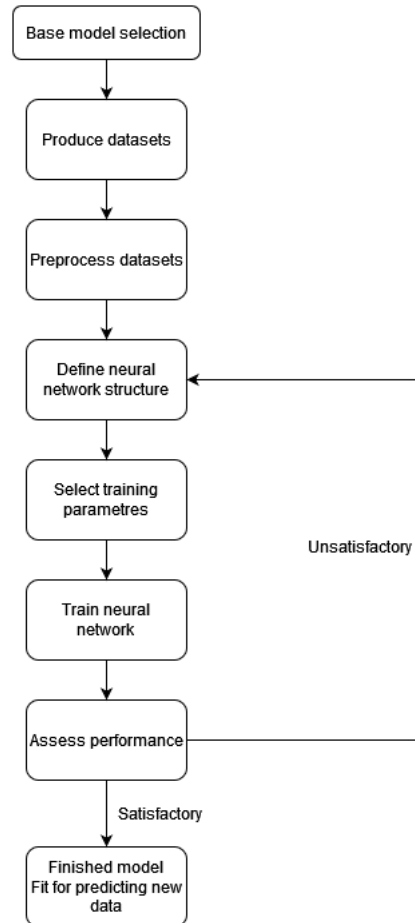 Base model selection
Produce datasets
Preprocess datasets
Define neural
network structure
Select training
parametres
Unsatisfactory
Train neural
network
Assess performance
Satisfactory
Finished model
Fit for predicting new
data